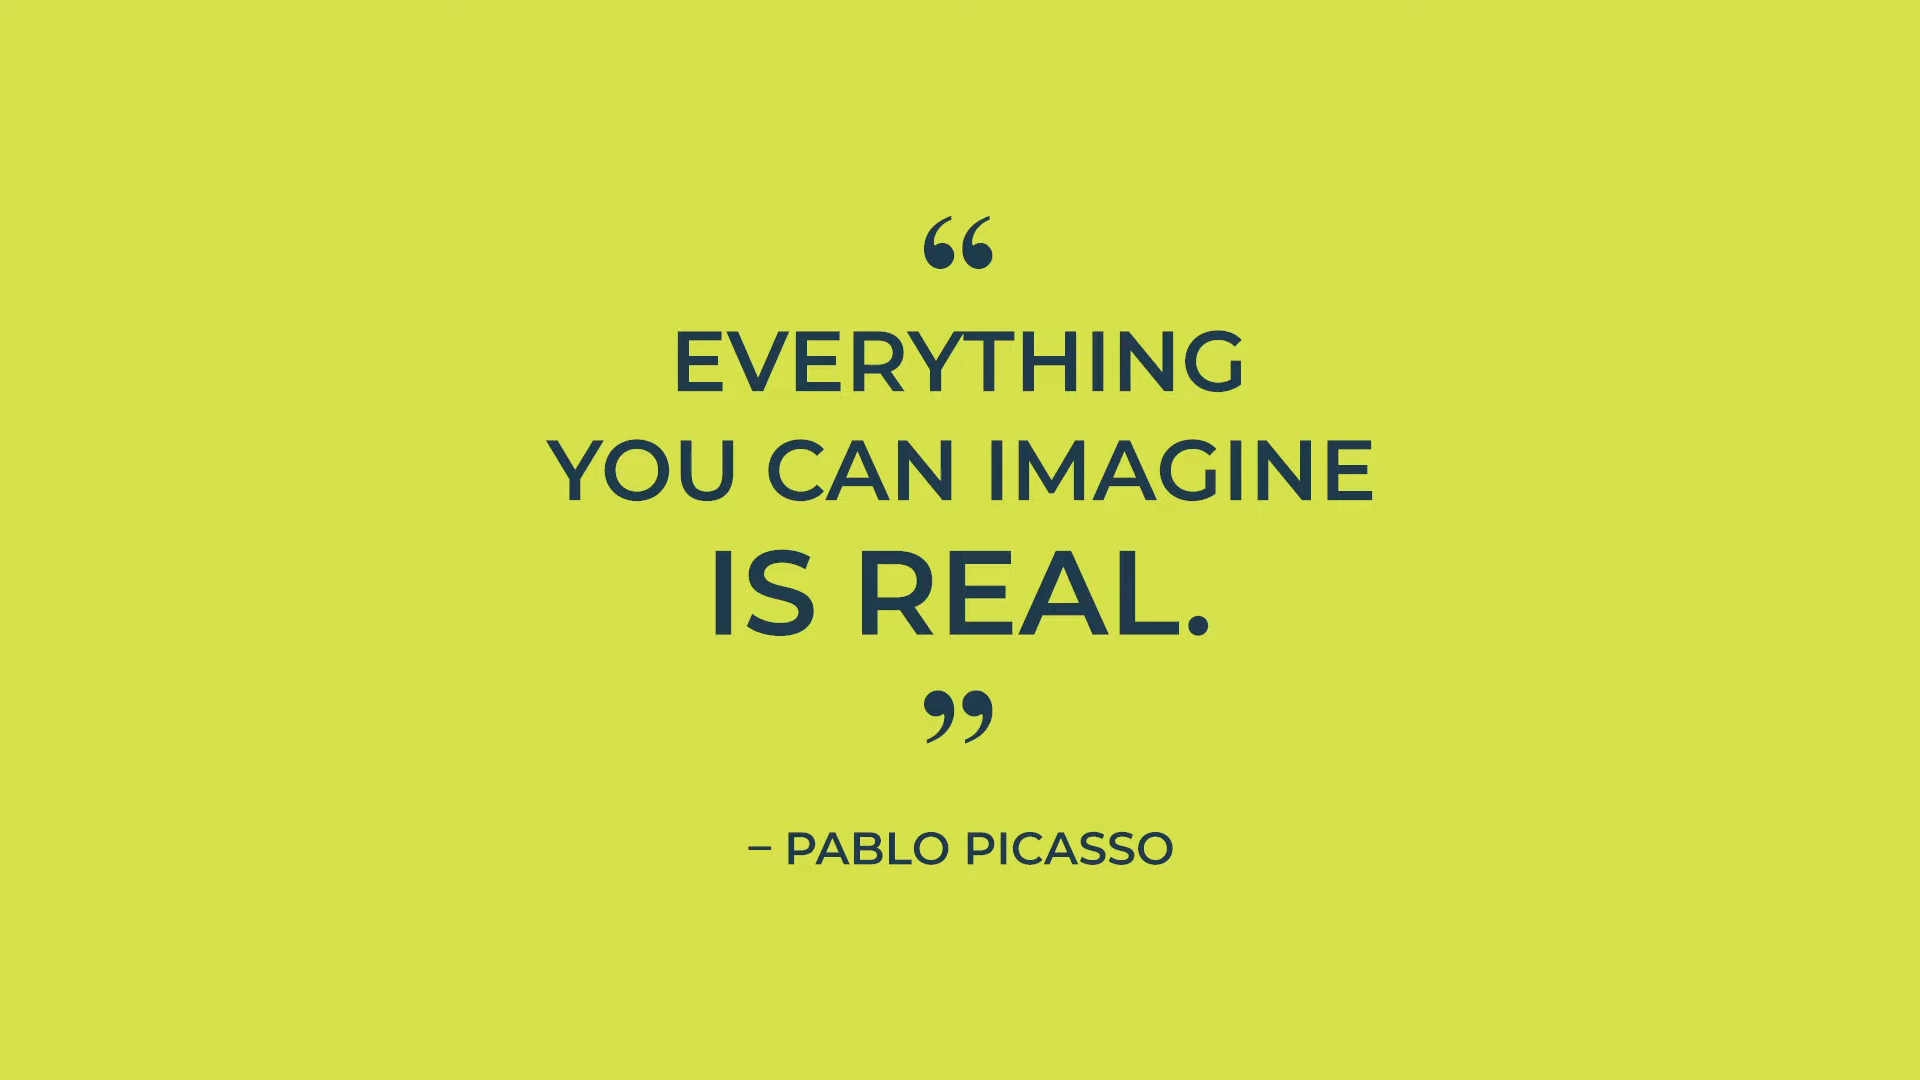 “
EVERYTHING
YOU CAN IMAGINE
IS REAL.
”
– PABLO PICASSO